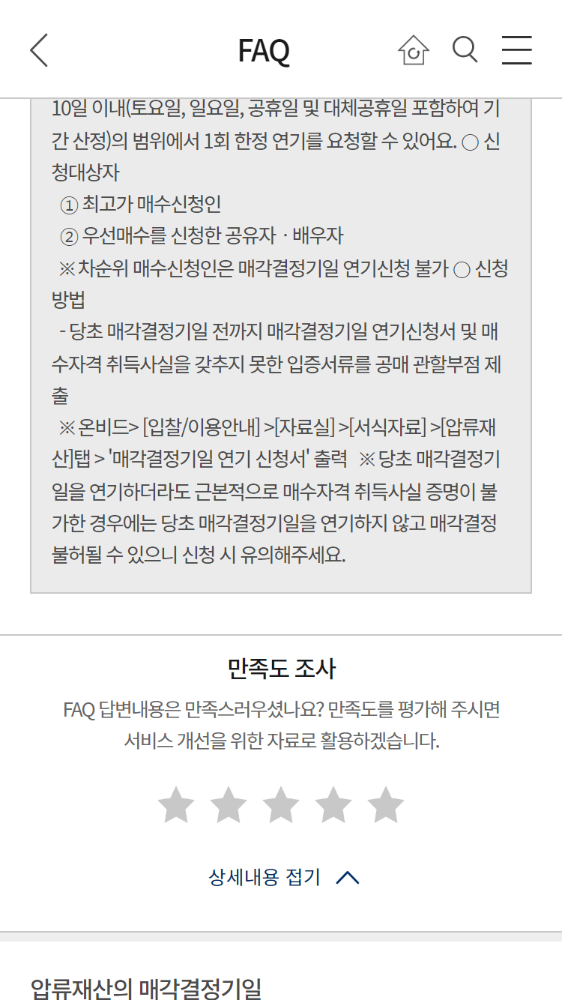 FAQ
10일 이내(토요일, 일요일, 공휴일 및 대체공휴일 포함하여 기
간 산정)의 범위에서 1회 한정 연기를 요청할 수 있어요. ○ 신
청대상자
① 최고가 매수신청인
② 우선매수를 신청한 공유자ㆍ배우자
※ 차순위 매수신청인은 매각결정기일 연기신청 불가 ○ 신청
방법
- 당초 매각결정기일 전까지 매각결정기일 연기신청서 및 매
수자격 취득사실을 갖추지 못한 입증서류를 공매 관할부점 제
출
※ 온비드> [입찰/이용안내] >[자료실] >[서식자료] >[압류재
산]탭 > '매각결정기일 연기 신청서' 출력 ※ 당초 매각결정기
일을 연기하더라도 근본적으로 매수자격 취득사실 증명이 불
가한 경우에는 당초 매각결정기일을 연기하지 않고 매각결정
불허될 수 있으니 신청 시 유의해주세요.
만족도 조사
FAQ 답변내용은 만족스러우셨나요? 만족도를 평가해 주시면
서비스 개선을 위한 자료로 활용하겠습니다.
상세내용 접기
압류재산의 매각결정기일